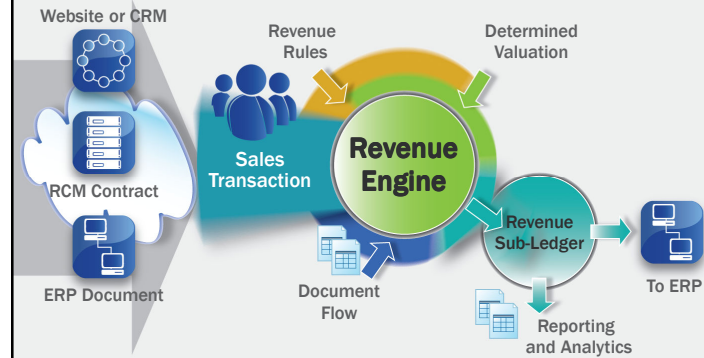 Website or CRM
RCM Contract
ERP Document
Sales
Transaction
Revenue
Rules
Determined
Valuation
Revenue
Engine
Document
Flow
Revenue
Sub-Ledger
To ERP
Reporting
and Analytics